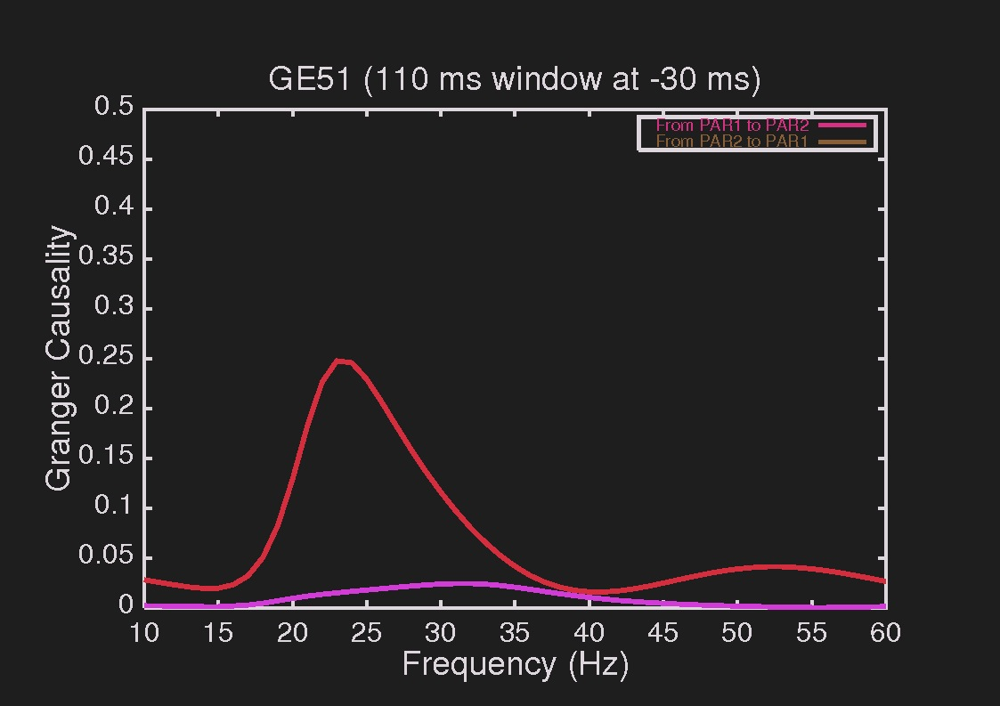 GE51 (110 ms window at -30 ms)
From PAR1 to PAR2
From PAR2 to PAR1
0.5
0.45
0.4
0.35
0.3
0.25
0.2
0.15
0.1
0.05
0
Granger Causality
10 15 20 25 30 35 40 45 50 55 60
Frequency (Hz)